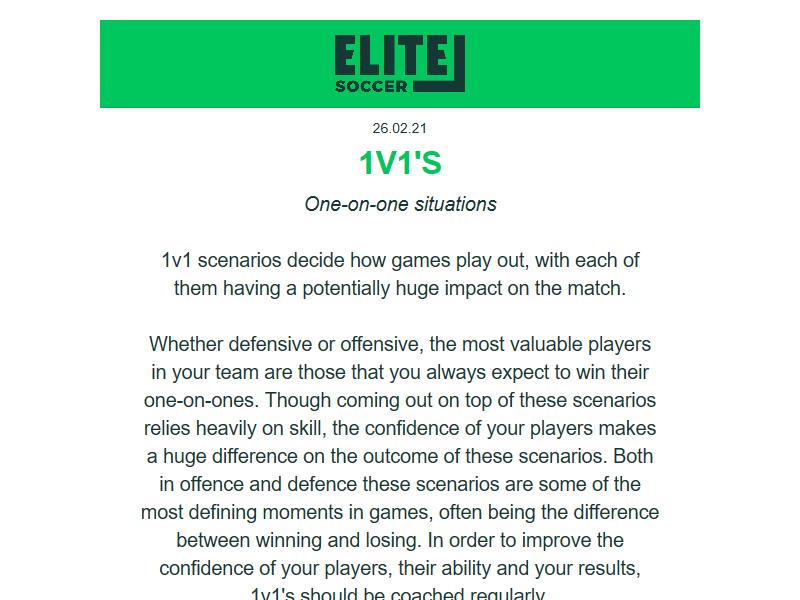 ELITE
SOCCER
26.02.21
1V1'S
One-on-one situations
1v1 scenarios decide how games play out, with each of
them having a potentially huge impact on the match.
Whether defensive or offensive, the most valuable players
in your team are those that you always expect to win their
one-on-ones. Though coming out on top of these scenarios
relies heavily on skill, the confidence of your players makes
a huge difference on the outcome of these scenarios. Both
in offence and defence these scenarios are some of the
most defining moments in games, often being the difference
between winning and losing. In order to improve the
confidence of your players, their ability and your results,
1v1's should be coached regularly